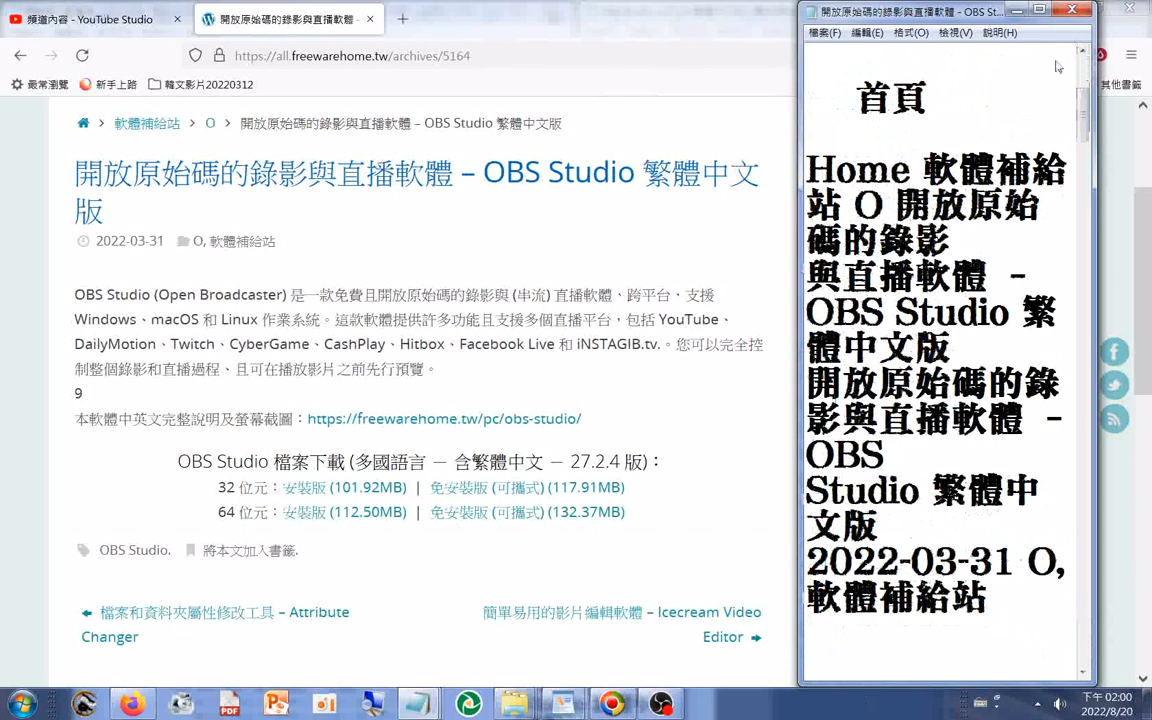 頻道內容 - YouTube Studio
開放原始碼的錄影與直播軟體 -
https://all.freewarehome.tw/archives/5164
最常瀏覽
新手上路
韓文影片20220312
其他書籤
軟體補給站 > O > 開放原始碼的錄影與直播軟體 – OBS Studio 繁體中文版
開放原始碼的錄影與直播軟體 – OBS Studio 繁體中文
版
2022-03-31 O, 軟體補給站
OBS Studio (Open Broadcaster) 是一款免費且開放原始碼的錄影與 (串流) 直播軟體，跨平台，支援
Windows、macOS 和 Linux 作業系統。這款軟體提供許多功能且支援多個直播平台，包括 YouTube、
DailyMotion、Twitch、CyberGame、CashPlay、Hitbox、Facebook Live 和 iNSTAGIB.tv.。您可以完全控
制整個錄影和直播過程、且可在播放影片之前先行預覽。
9
本軟體中英文完整說明及螢幕截圖：https://freewarehome.tw/pc/obs-studio/
OBS Studio 檔案下載 (多國語言 － 含繁體中文 － 27.2.4 版)：
32 位元：安裝版 (101.92MB) | 免安裝版 (可攜式) (117.91MB)
64 位元：安裝版 (112.50MB) | 免安裝版 (可攜式) (132.37MB)
OBS Studio. 將本文加入書籤.
檔案和資料夾屬性修改工具 – Attribute
Changer
簡單易用的影片編輯軟體 – Icecream Video
Editor
開放原始碼的錄影與直播軟體 - OBS St...
檔案(F) 編輯(E) 格式(O) 檢視(V) 說明(H)
首頁
Home 軟體補給
站 O 開放原始
碼的錄影
與直播軟體 –
OBS Studio 繁
體中文版
開放原始碼的錄
影與直播軟體 –
OBS
Studio 繁體中
文版
2022-03-31 O,
軟體補給站
下午 02:00
2022/8/20